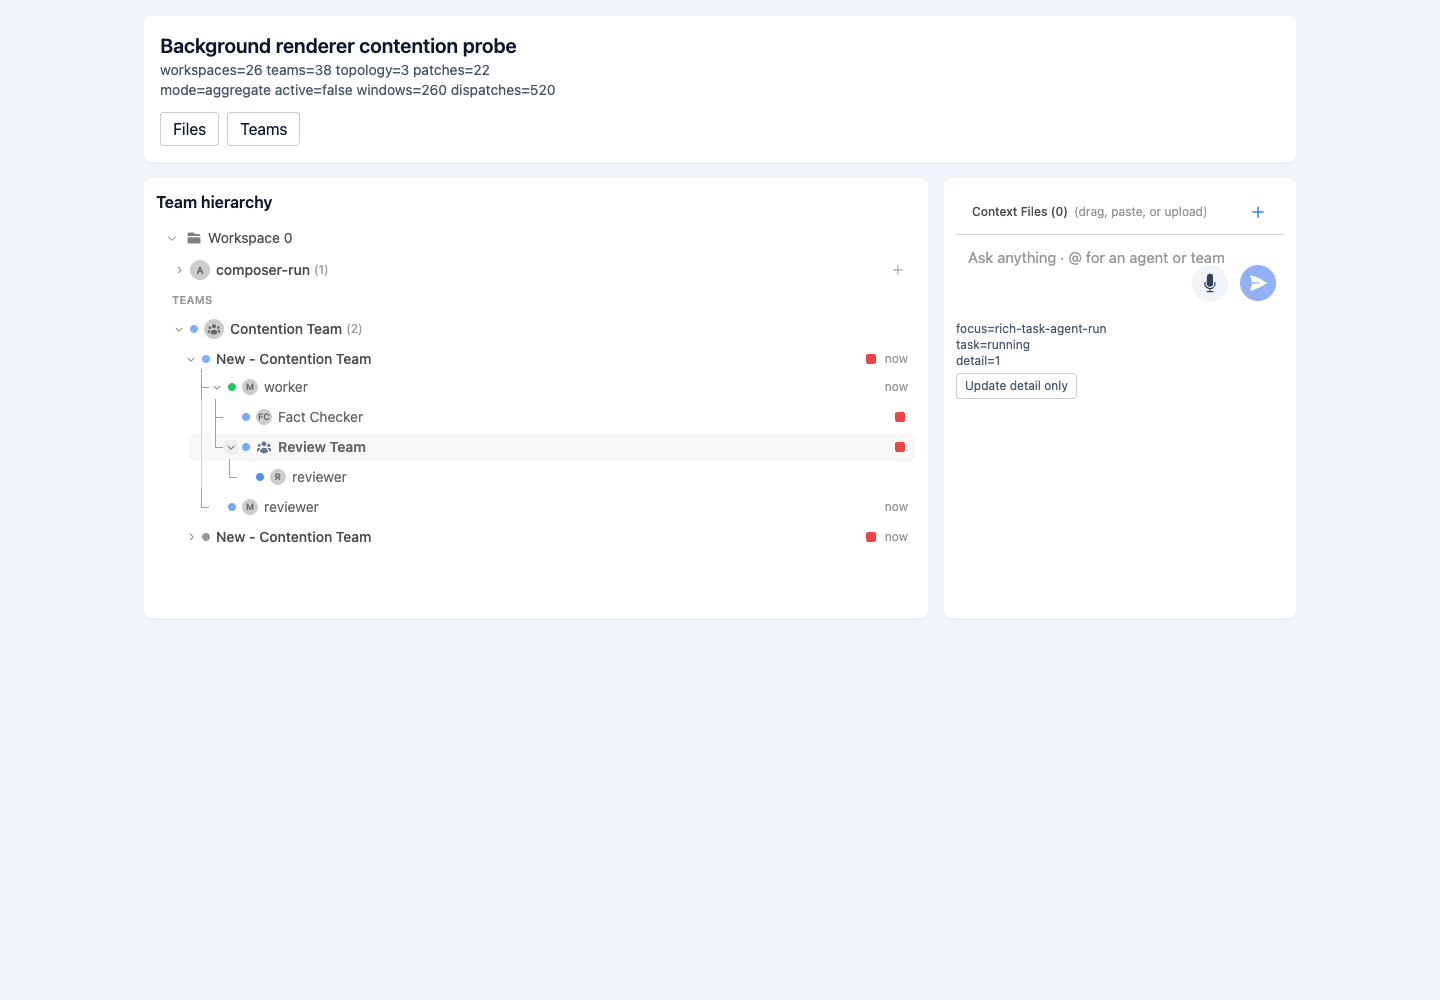 Background renderer contention probe
workspaces=26 teams=38 topology=3 patches=22
mode=aggregate active=false windows=260 dispatches=520
Files
Teams
Team hierarchy
Workspace 0
A composer-run (1)
TEAMS
Contention Team (2)
New - Contention Team now
M worker now
FC Fact Checker
Review Team
R reviewer
M reviewer now
New - Contention Team now
Context Files (0) (drag, paste, or upload)
Ask anything · @ for an agent or team
focus=rich-task-agent-run
task=running
detail=1
Update detail only